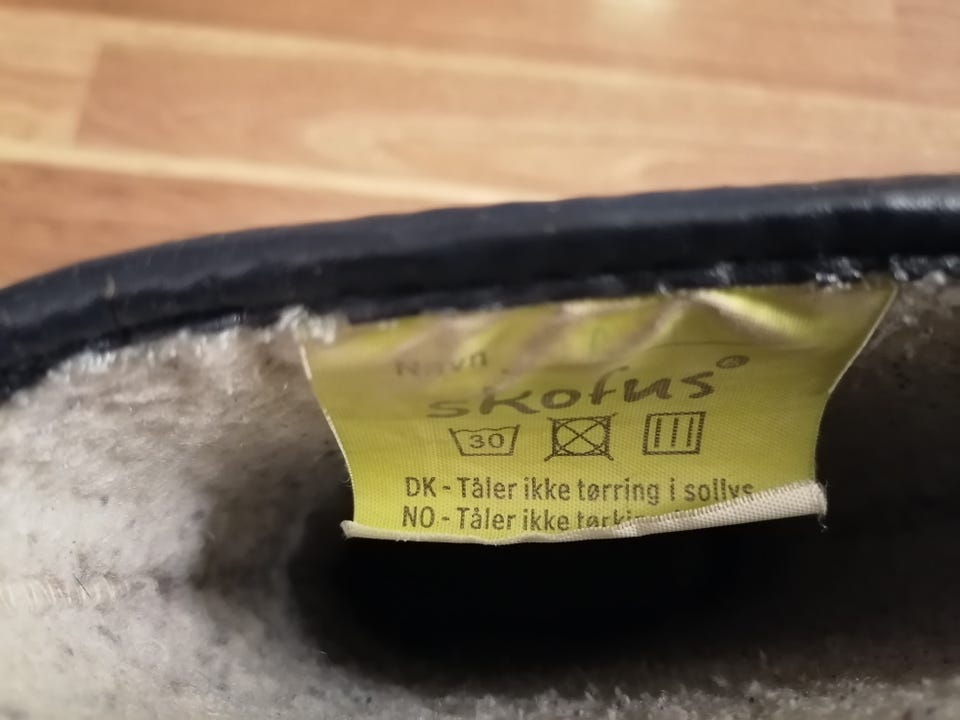 Navn
skofus
30
DK - Tåler ikke tørring i sollys
NO - Tåler ikke